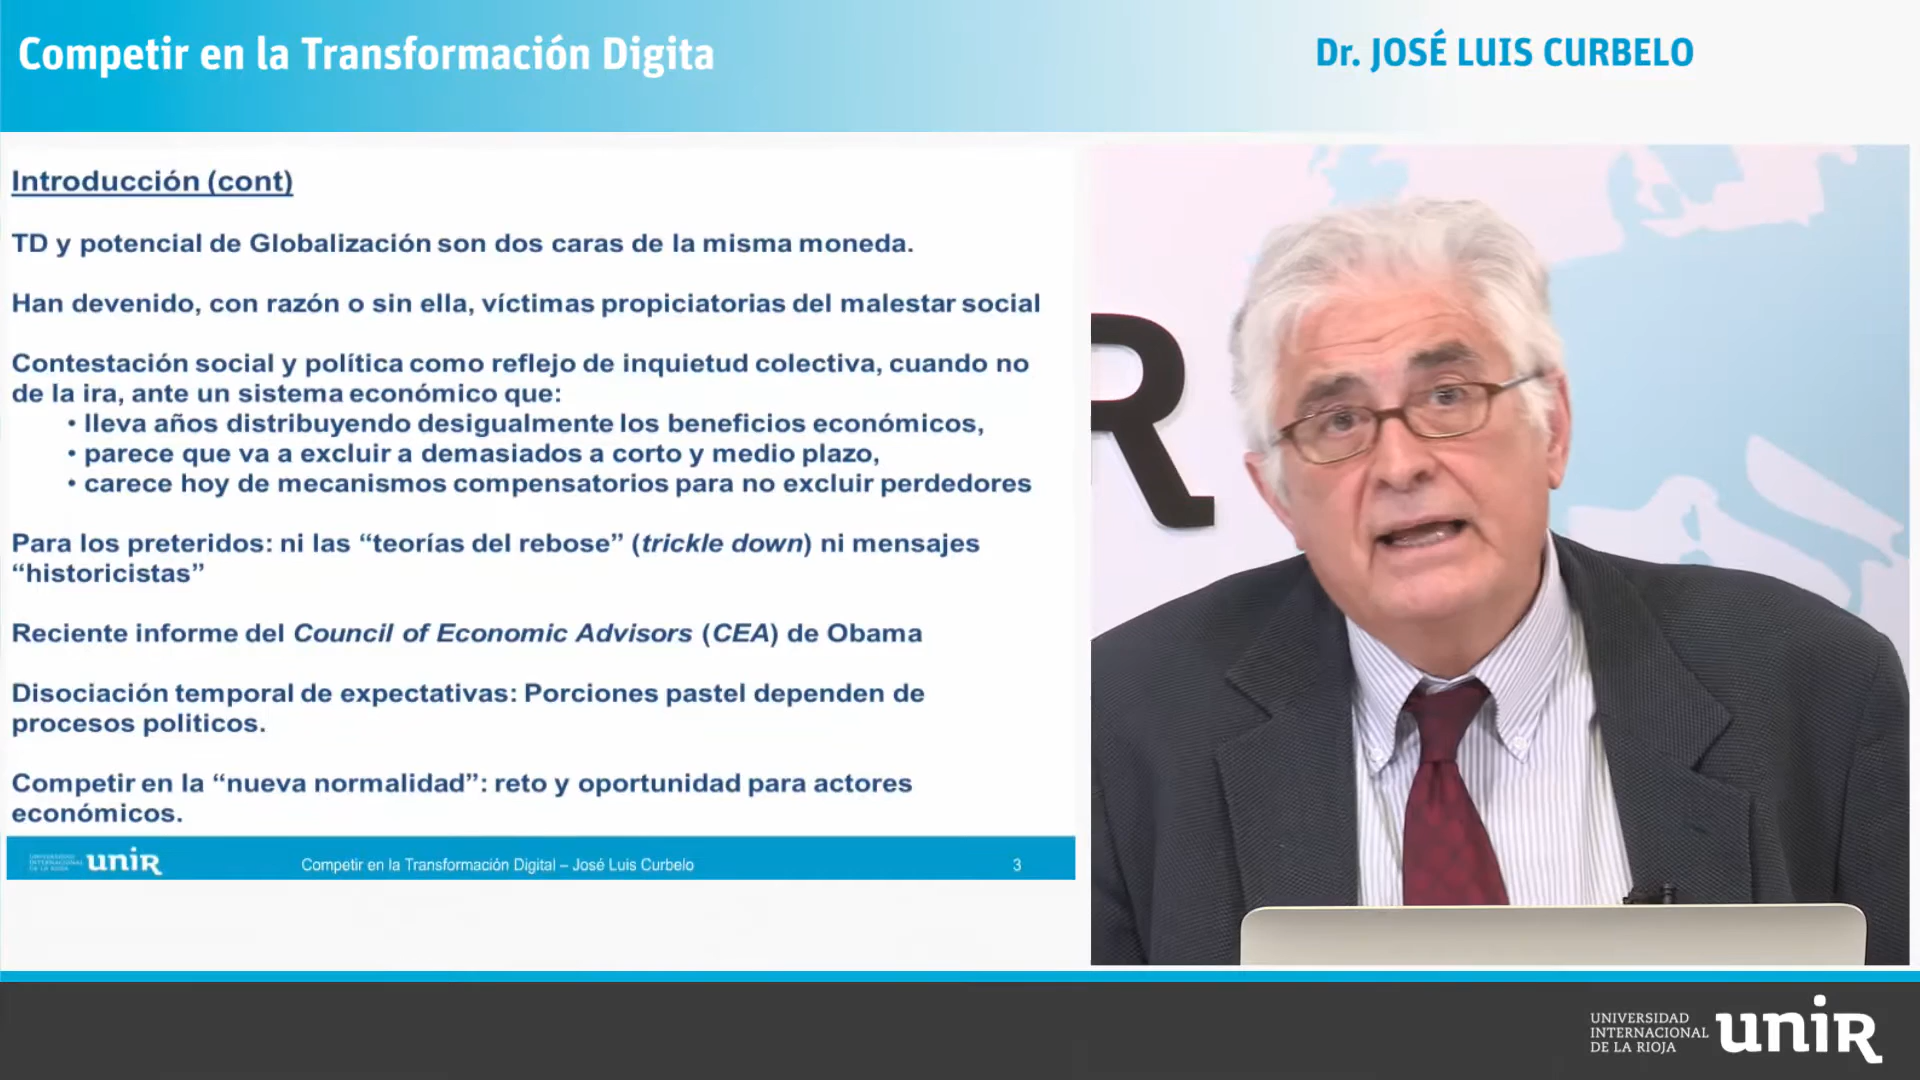 Competir en la Transformación Digita
Dr. JOSÉ LUIS CURBELO
Introducción (cont)
TD y potencial de Globalización son dos caras de la misma moneda.
Han devenido, con razón o sin ella, víctimas propiciatorias del malestar social
Contestación social y política como reflejo de inquietud colectiva, cuando no
de la ira, ante un sistema económico que:
• lleva años distribuyendo desigualmente los beneficios económicos,
• parece que va a excluir a demasiados a corto y medio plazo,
• carece hoy de mecanismos compensatorios para no excluir perdedores
Para los preteridos: ni las “teorías del rebose” (trickle down) ni mensajes
“historicistas”
Reciente informe del Council of Economic Advisors (CEA) de Obama
Disociación temporal de expectativas: Porciones pastel dependen de
procesos politicos.
Competir en la “nueva normalidad”: reto y oportunidad para actores
económicos.
UNIVERSIDAD
INTERNACIONAL
DE LA RIOJA
uniR
Competir en la Transformación Digital – José Luis Curbelo
3
R
UNIVERSIDAD
INTERNACIONAL
DE LA RIOJA
uniR